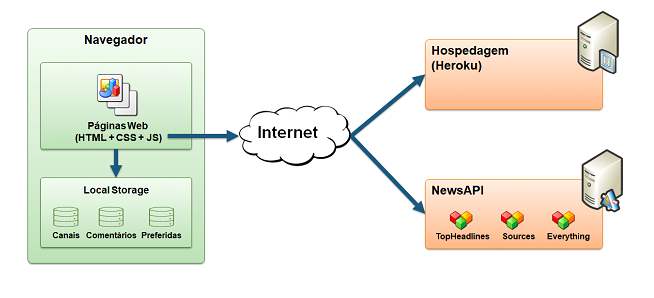 Navegador
Páginas Web
(HTML + CSS + JS)
Local Storage
Canais Comentários Preferidas
Internet
Hospedagem
(Heroku)
NewsAPI
TopHeadlines Sources Everything